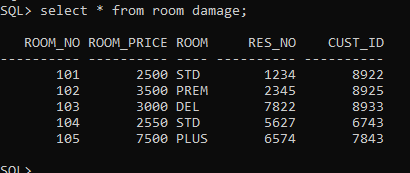 SQL> select * from room damage;
ROOM_NO ROOM_PRICE ROOM RES_NO CUST_ID
---------- ---------- ---- ---------- ----------
101 2500 STD 1234 8922
102 3500 PREM 2345 8925
103 3000 DEL 7822 8933
104 2550 STD 5627 6743
105 7500 PLUS 6574 7843
SQL>